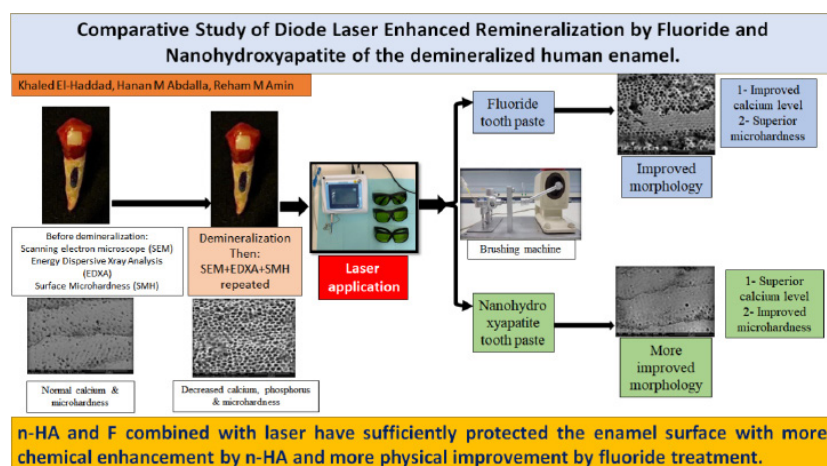 Comparative Study of Diode Laser Enhanced Remineralization by Fluoride and
Nanohydroxyapatite of the demineralized human enamel.
Khaled El-Haddad, Hanan M Abdalla, Reham M Amin
Before demineralization:
Scanning electron microscope (SEM)
Energy Dispersive Xray Analysis
(EDXA)
Surface Microhardness (SMH)
Normal calcium &
microhardness
Demineralization
Then:
SEM+EDXA+SMH
repeated
Decreased calcium, phosphorus
& microhardness
Laser
application
Fluoride
tooth paste
Brushing machine
Nanohydro
xyapatite
tooth paste
Improved
morphology
1- Improved
calcium level
2- Superior
microhardness
More
improved
morphology
1- Superior
calcium level
2- Improved
microhardness
n-HA and F combined with laser have sufficiently protected the enamel surface with more
chemical enhancement by n-HA and more physical improvement by fluoride treatment.